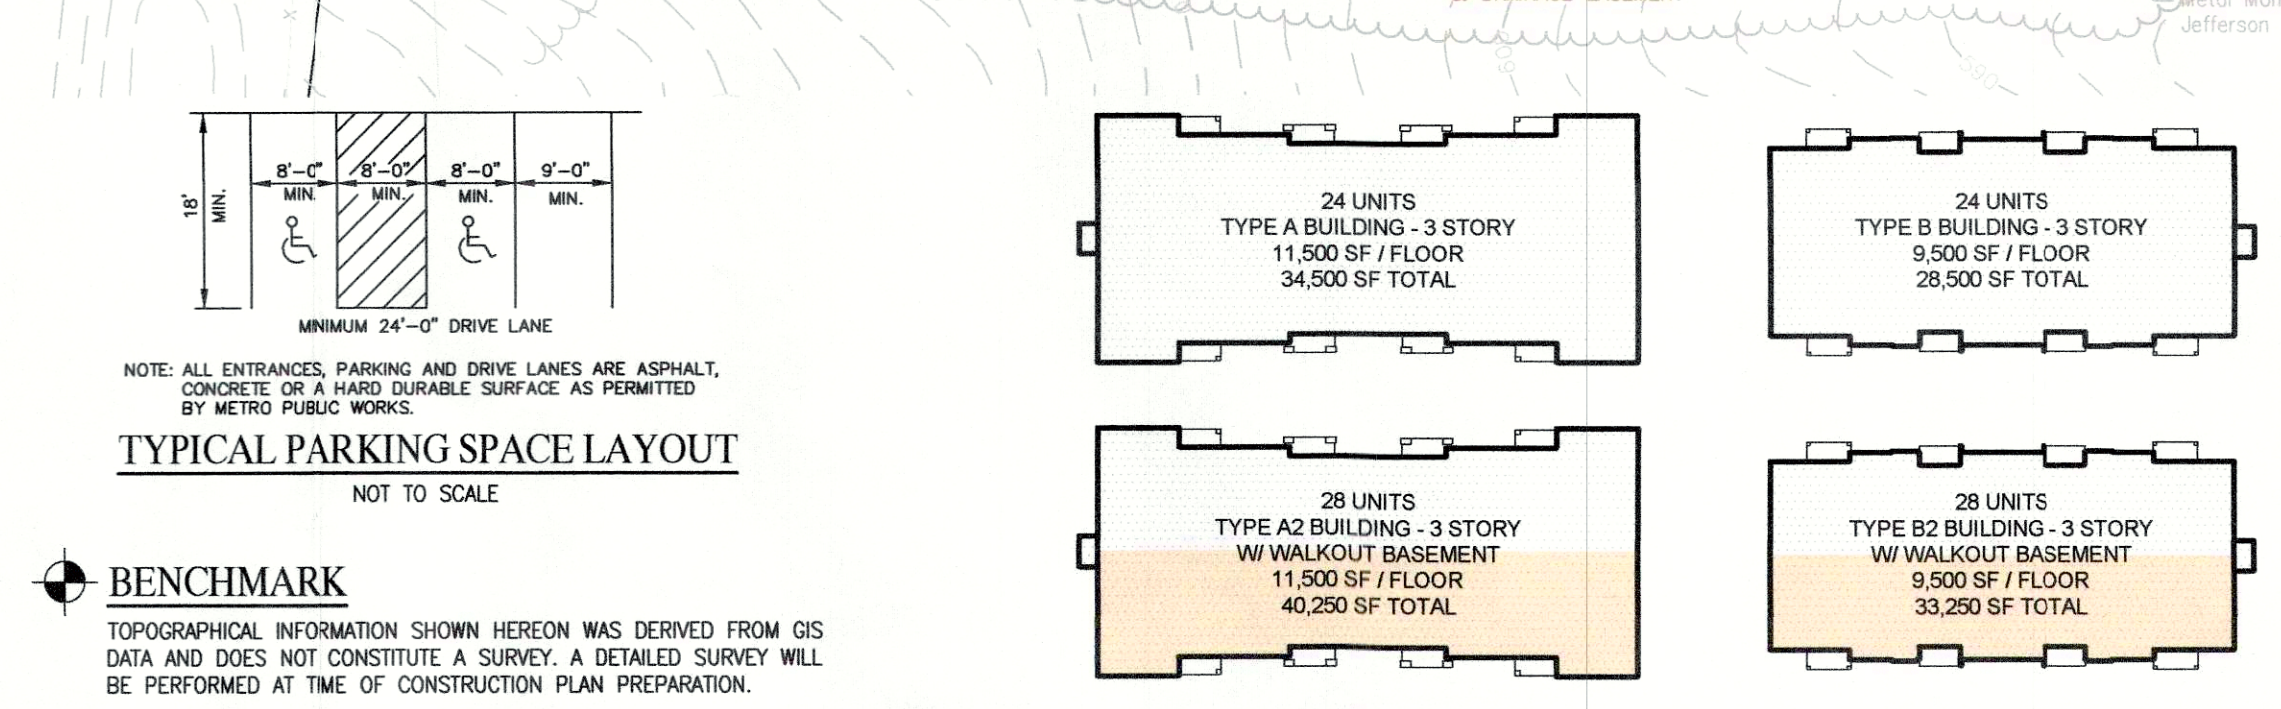 Jefferson
609
590
8'-0"
8'-0"
8'-0"
9'-0"
MIN.
MIN.
MIN.
MIN.
18'
MIN.
MINIMUM 24'-0" DRIVE LANE
NOTE: ALL ENTRANCES, PARKING AND DRIVE LANES ARE ASPHALT,
CONCRETE OR A HARD DURABLE SURFACE AS PERMITTED
BY METRO PUBLIC WORKS.
TYPICAL PARKING SPACE LAYOUT
NOT TO SCALE
BENCHMARK
TOPOGRAPHICAL INFORMATION SHOWN HEREON WAS DERIVED FROM GIS
DATA AND DOES NOT CONSTITUTE A SURVEY. A DETAILED SURVEY WILL
BE PERFORMED AT TIME OF CONSTRUCTION PLAN PREPARATION.
24 UNITS
TYPE A BUILDING - 3 STORY
11,500 SF / FLOOR
34,500 SF TOTAL
24 UNITS
TYPE B BUILDING - 3 STORY
9,500 SF / FLOOR
28,500 SF TOTAL
28 UNITS
TYPE A2 BUILDING - 3 STORY
W/ WALKOUT BASEMENT
11,500 SF / FLOOR
40,250 SF TOTAL
28 UNITS
TYPE B2 BUILDING - 3 STORY
W/ WALKOUT BASEMENT
9,500 SF / FLOOR
33,250 SF TOTAL